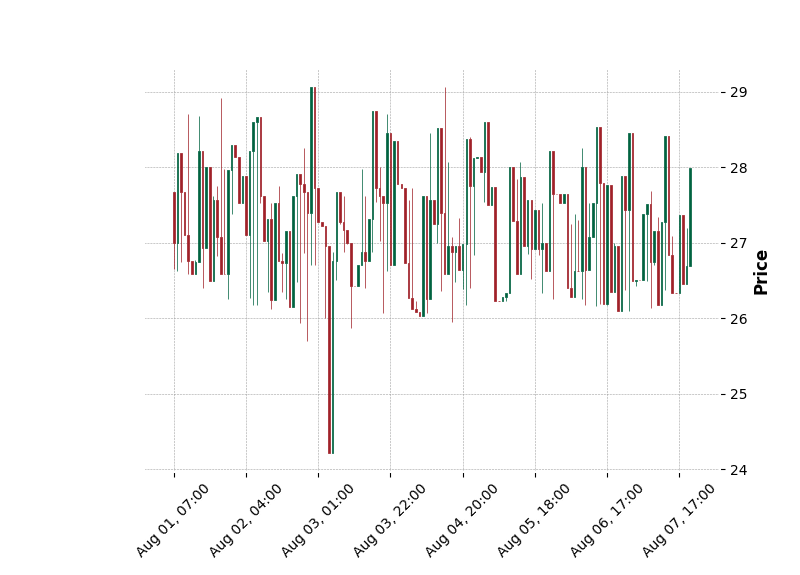 29
28
27
26
25
24
Price
Aug 01, 07:00
Aug 02, 04:00
Aug 03, 01:00
Aug 03, 22:00
Aug 04, 20:00
Aug 05, 18:00
Aug 06, 17:00
Aug 07, 17:00